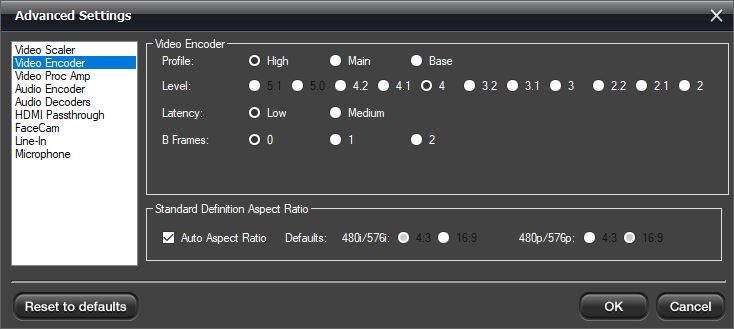 Advanced Settings
Video Scaler
Video Encoder
Video Proc Amp
Audio Encoder
Audio Decoders
HDMI Passthrough
FaceCam
Line-In
Microphone
Video Encoder
Profile: High Main Base
Level: 5.1 5.0 4.2 4.1 4 3.2 3.1 3 2.2 2.1 2
Latency: Low Medium
B Frames: 0 1 2
Standard Definition Aspect Ratio
Auto Aspect Ratio Defaults: 480i/576i: 4:3 16:9 480p/576p: 4:3 16:9
Reset to defaults OK Cancel